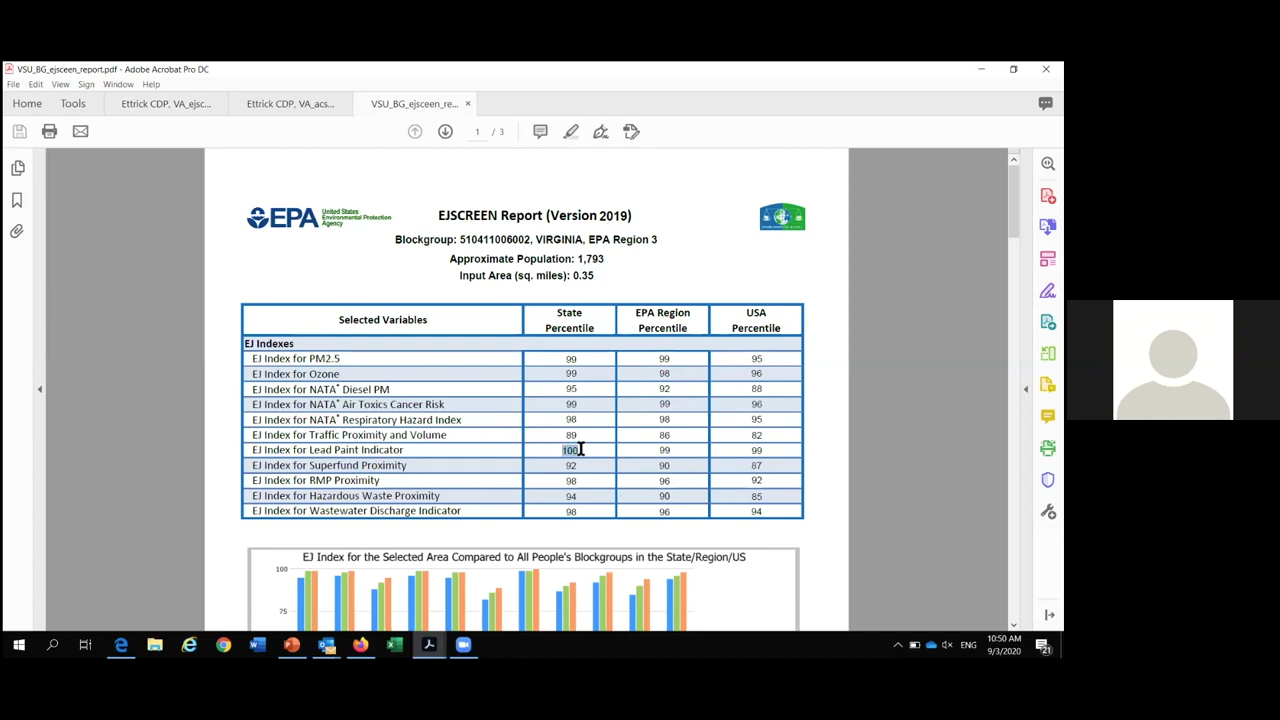 VSU_BG_ejsceen_report.pdf - Adobe Acrobat Pro DC
File Edit View Sign Window Help
Home Tools Ettrick CDP, VA_ejsc... Ettrick CDP, VA_acs... VSU_BG_ejsceen_re... ×
1 / 3
EPA United States Environmental Protection Agency
EJSCREEN Report (Version 2019)
Blockgroup: 510411006002, VIRGINIA, EPA Region 3
Approximate Population: 1,793
Input Area (sq. miles): 0.35
Selected Variables State Percentile EPA Region Percentile USA Percentile
EJ Indexes
EJ Index for PM2.5 99 99 95
EJ Index for Ozone 99 98 96
EJ Index for NATA* Diesel PM 95 92 88
EJ Index for NATA* Air Toxics Cancer Risk 99 99 96
EJ Index for NATA* Respiratory Hazard Index 98 98 95
EJ Index for Traffic Proximity and Volume 89 86 82
EJ Index for Lead Paint Indicator 100 99 99
EJ Index for Superfund Proximity 92 90 87
EJ Index for RMP Proximity 98 96 92
EJ Index for Hazardous Waste Proximity 94 90 85
EJ Index for Wastewater Discharge Indicator 98 96 94
EJ Index for the Selected Area Compared to All People's Blockgroups in the State/Region/US
100
75
ENG
10:50 AM
9/3/2020
21